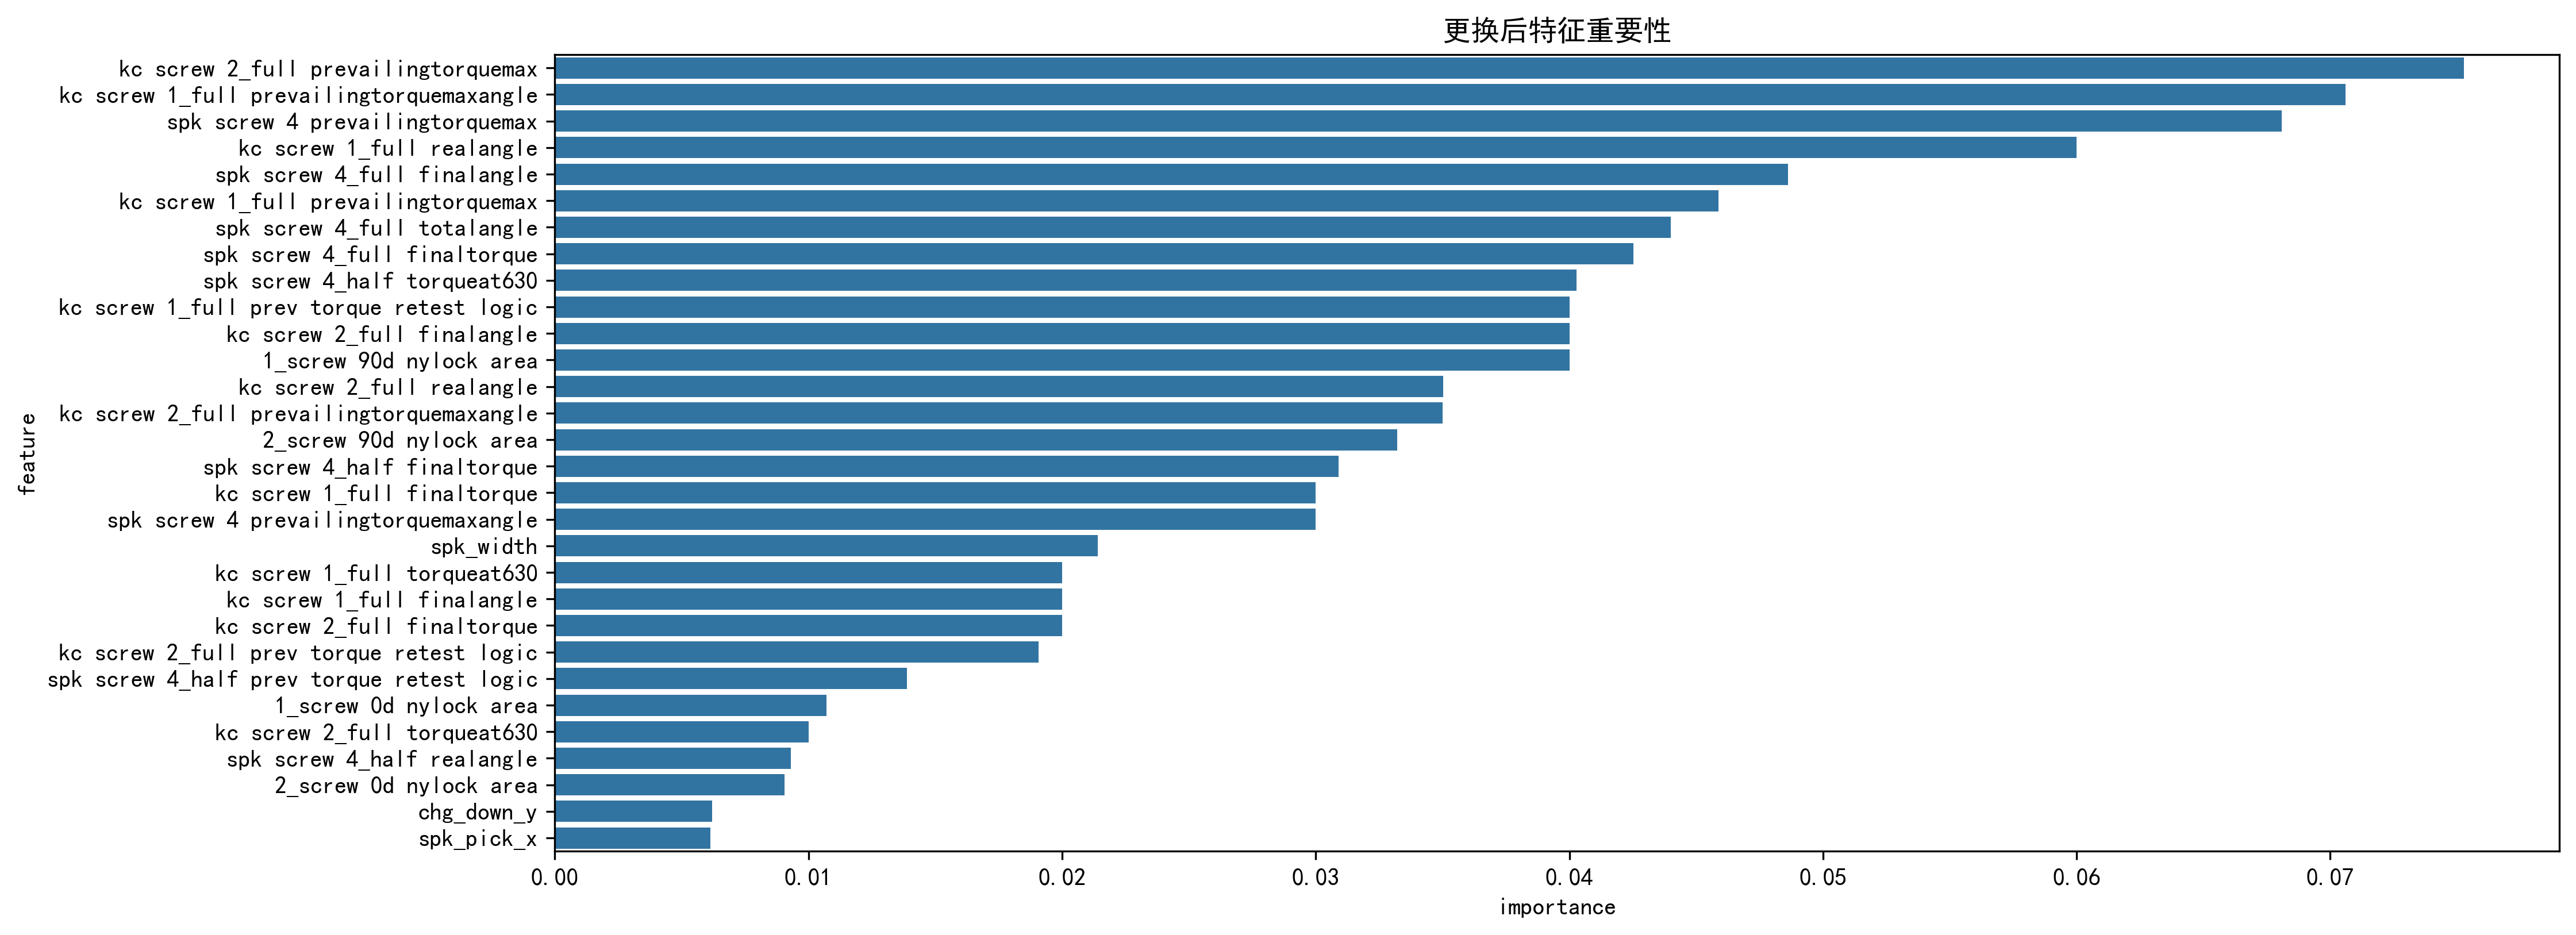 更换后特征重要性
kc screw 2_full prevailingtorquemax
kc screw 1_full prevailingtorquemaxangle
spk screw 4 prevailingtorquemax
kc screw 1_full realangle
spk screw 4_full finalangle
kc screw 1_full prevailingtorquemax
spk screw 4_full totalangle
spk screw 4_full finaltorque
spk screw 4_half torqueat630
kc screw 1_full prev torque retest logic
kc screw 2_full finalangle
1_screw 90d nylock area
kc screw 2_full realangle
kc screw 2_full prevailingtorquemaxangle
2_screw 90d nylock area
spk screw 4_half finaltorque
kc screw 1_full finaltorque
spk screw 4 prevailingtorquemaxangle
spk_width
kc screw 1_full torqueat630
kc screw 1_full finalangle
kc screw 2_full finaltorque
kc screw 2_full prev torque retest logic
spk screw 4_half prev torque retest logic
1_screw 0d nylock area
kc screw 2_full torqueat630
spk screw 4_half realangle
2_screw 0d nylock area
chg_down_y
spk_pick_x
feature
0.00 0.01 0.02 0.03 0.04 0.05 0.06 0.07
importance